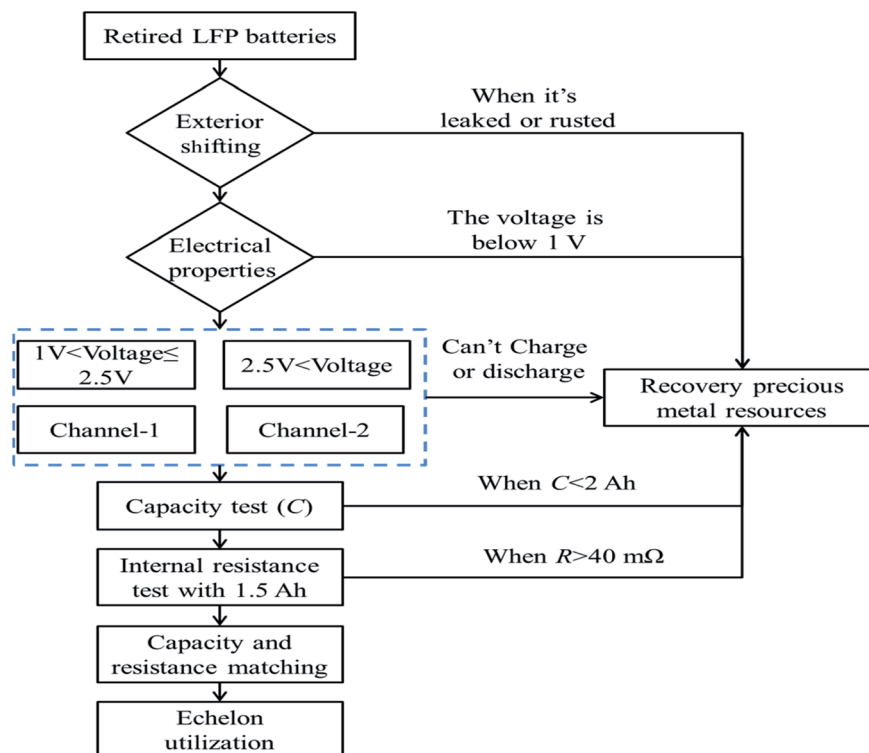 Retired LFP batteries
Exterior
shifting
When it's
leaked or rusted
Electrical
properties
The voltage is
below 1 V
1V<Voltage≤
2.5V
2.5V<Voltage
Channel-1
Channel-2
Can't Charge
or discharge
Recovery precious
metal resources
Capacity test (C)
When C<2 Ah
Internal resistance
test with 1.5 Ah
When R>40 mΩ
Capacity and
resistance matching
Echelon
utilization